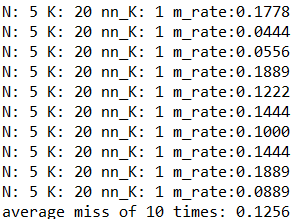 N: 5 K: 20 nn_K: 1 m_rate:0.1778
N: 5 K: 20 nn_K: 1 m_rate:0.0444
N: 5 K: 20 nn_K: 1 m_rate:0.0556
N: 5 K: 20 nn_K: 1 m_rate:0.1889
N: 5 K: 20 nn_K: 1 m_rate:0.1222
N: 5 K: 20 nn_K: 1 m_rate:0.1444
N: 5 K: 20 nn_K: 1 m_rate:0.1000
N: 5 K: 20 nn_K: 1 m_rate:0.1444
N: 5 K: 20 nn_K: 1 m_rate:0.1889
N: 5 K: 20 nn_K: 1 m_rate:0.0889
average miss of 10 times: 0.1256